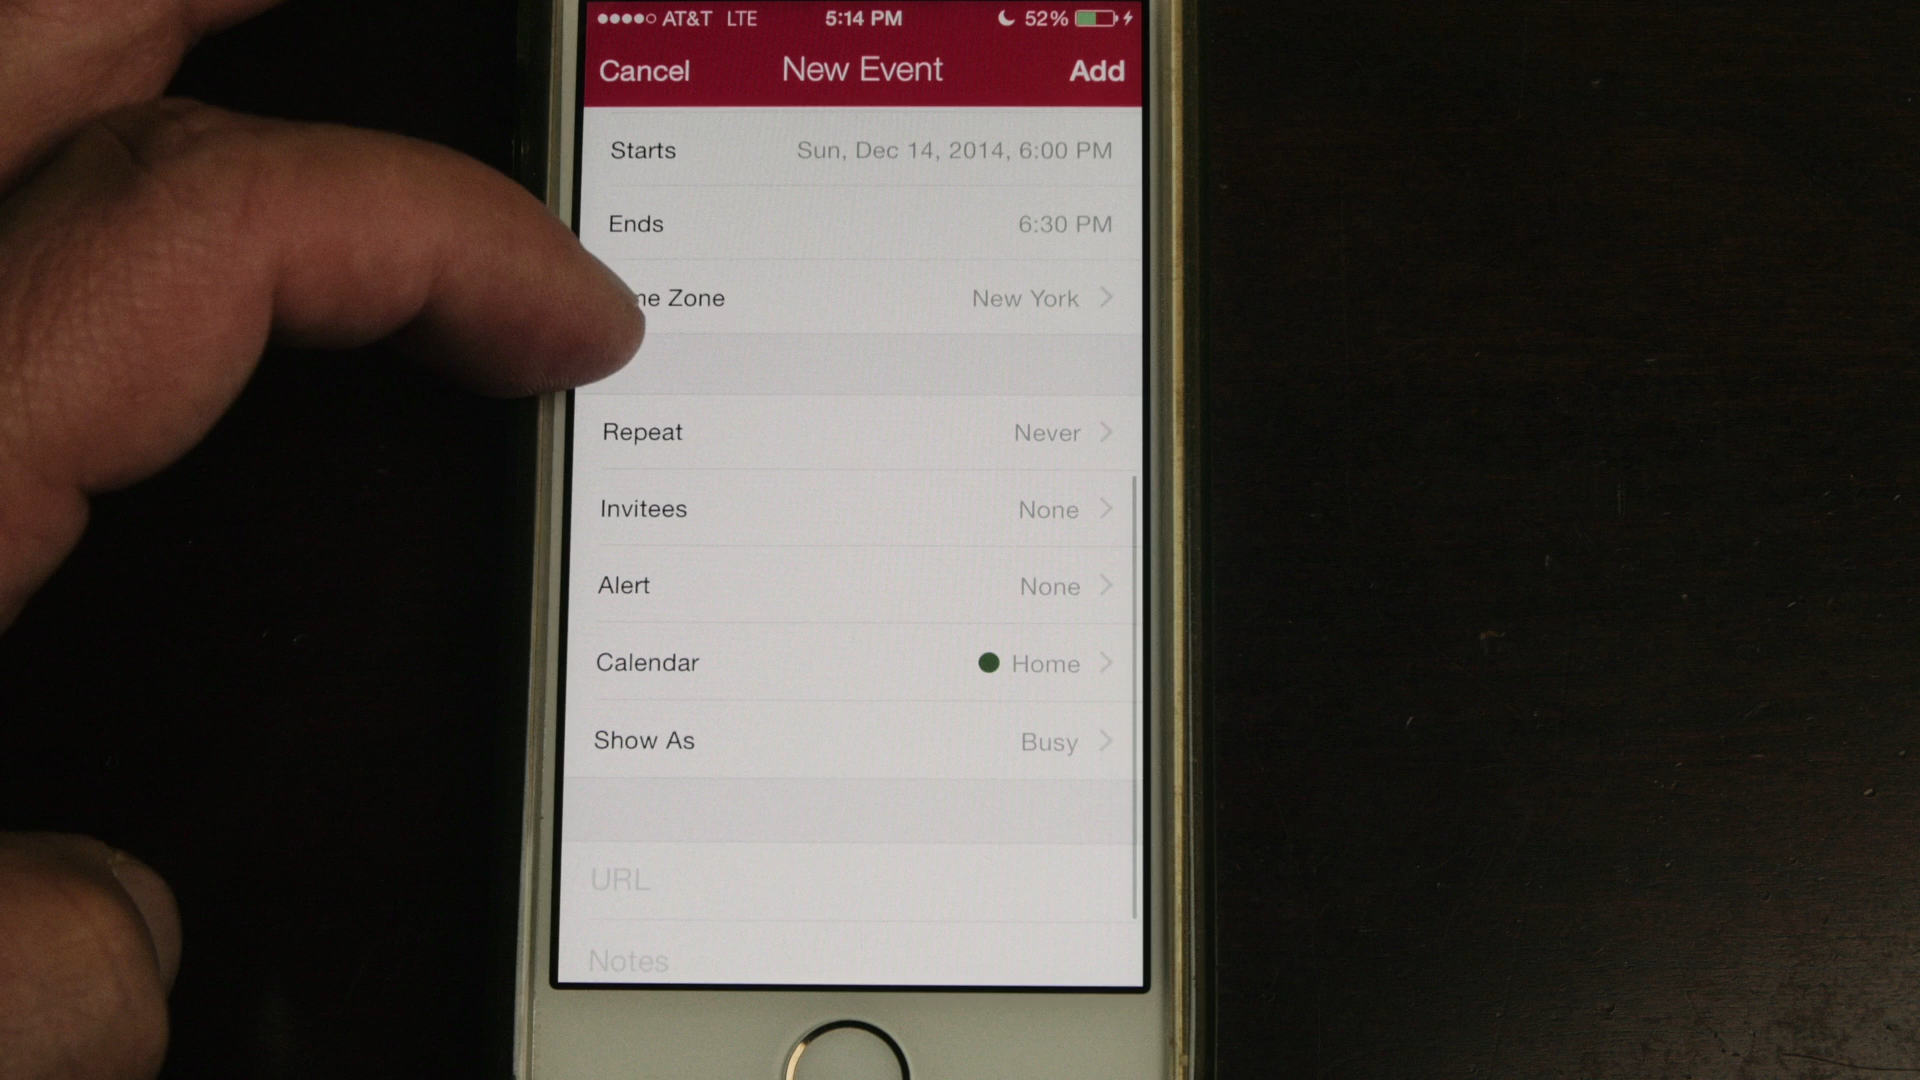 AT&T LTE 5:14 PM 52%
Cancel New Event Add
Starts Sun, Dec 14, 2014, 6:00 PM
Ends 6:30 PM
Zone New York
Repeat Never
Invitees None
Alert None
Calendar Home
Show As Busy
URL
Notes